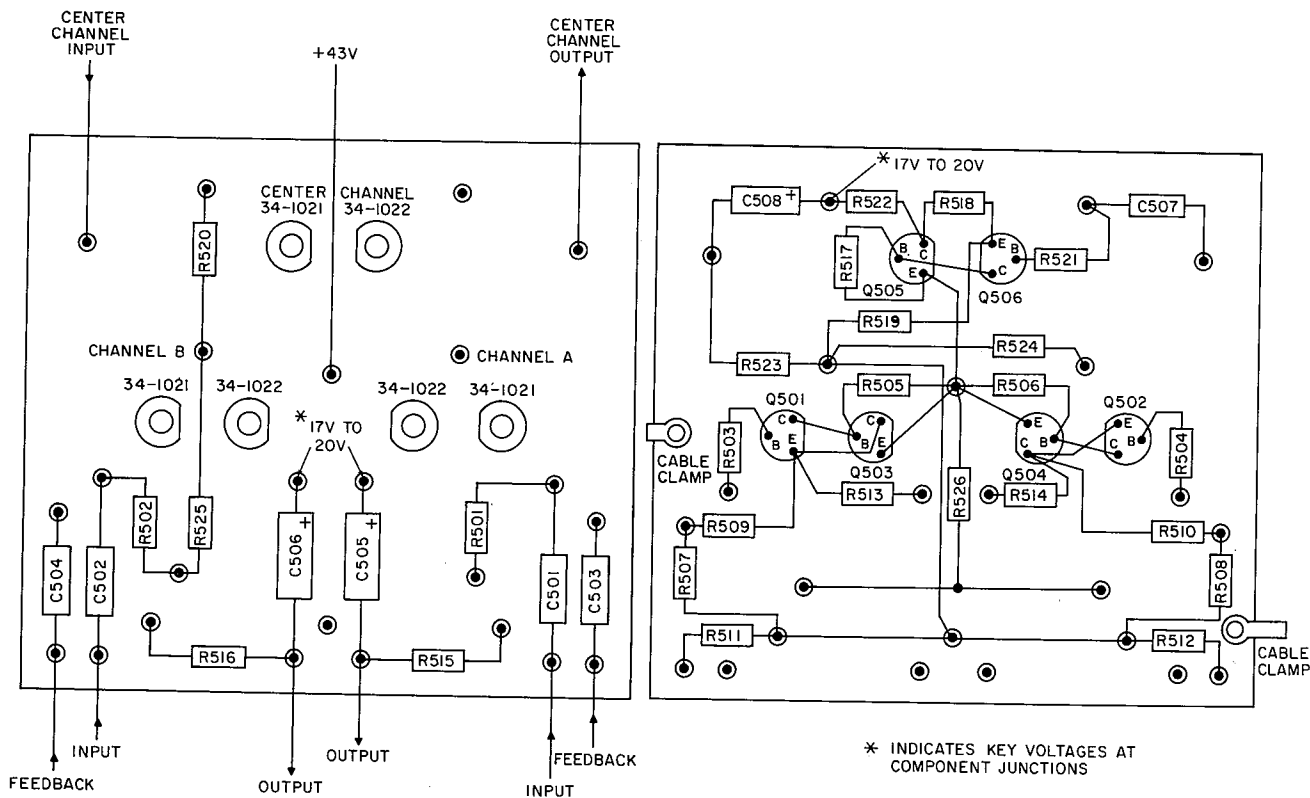 CENTER
CHANNEL
INPUT
+43V
CENTER
CHANNEL
OUTPUT
CENTER CHANNEL
34-1021 34-1022
R520
CHANNEL B
CHANNEL A
34-1021
34-1022
34-1022
34-1021
* 17V TO
20V
R502
R525
C506 +
C505 +
R501
C504
C502
C501
C503
R516
R515
INPUT
FEEDBACK
OUTPUT
OUTPUT
INPUT
FEEDBACK
* 17V TO 20V
C508 +
R522
R518
C507
R517
B
C
E
Q505
E
B
C
Q506
R521
R519
R524
R523
R505
R506
Q501
C
B
E
C
B
E
Q503
E
B
C
Q504
Q502
E
B
C
R503
R504
CABLE
CLAMP
R513
R526
R514
R509
R510
R507
R508
R511
R512
CABLE
CLAMP
* INDICATES KEY VOLTAGES AT
COMPONENT JUNCTIONS